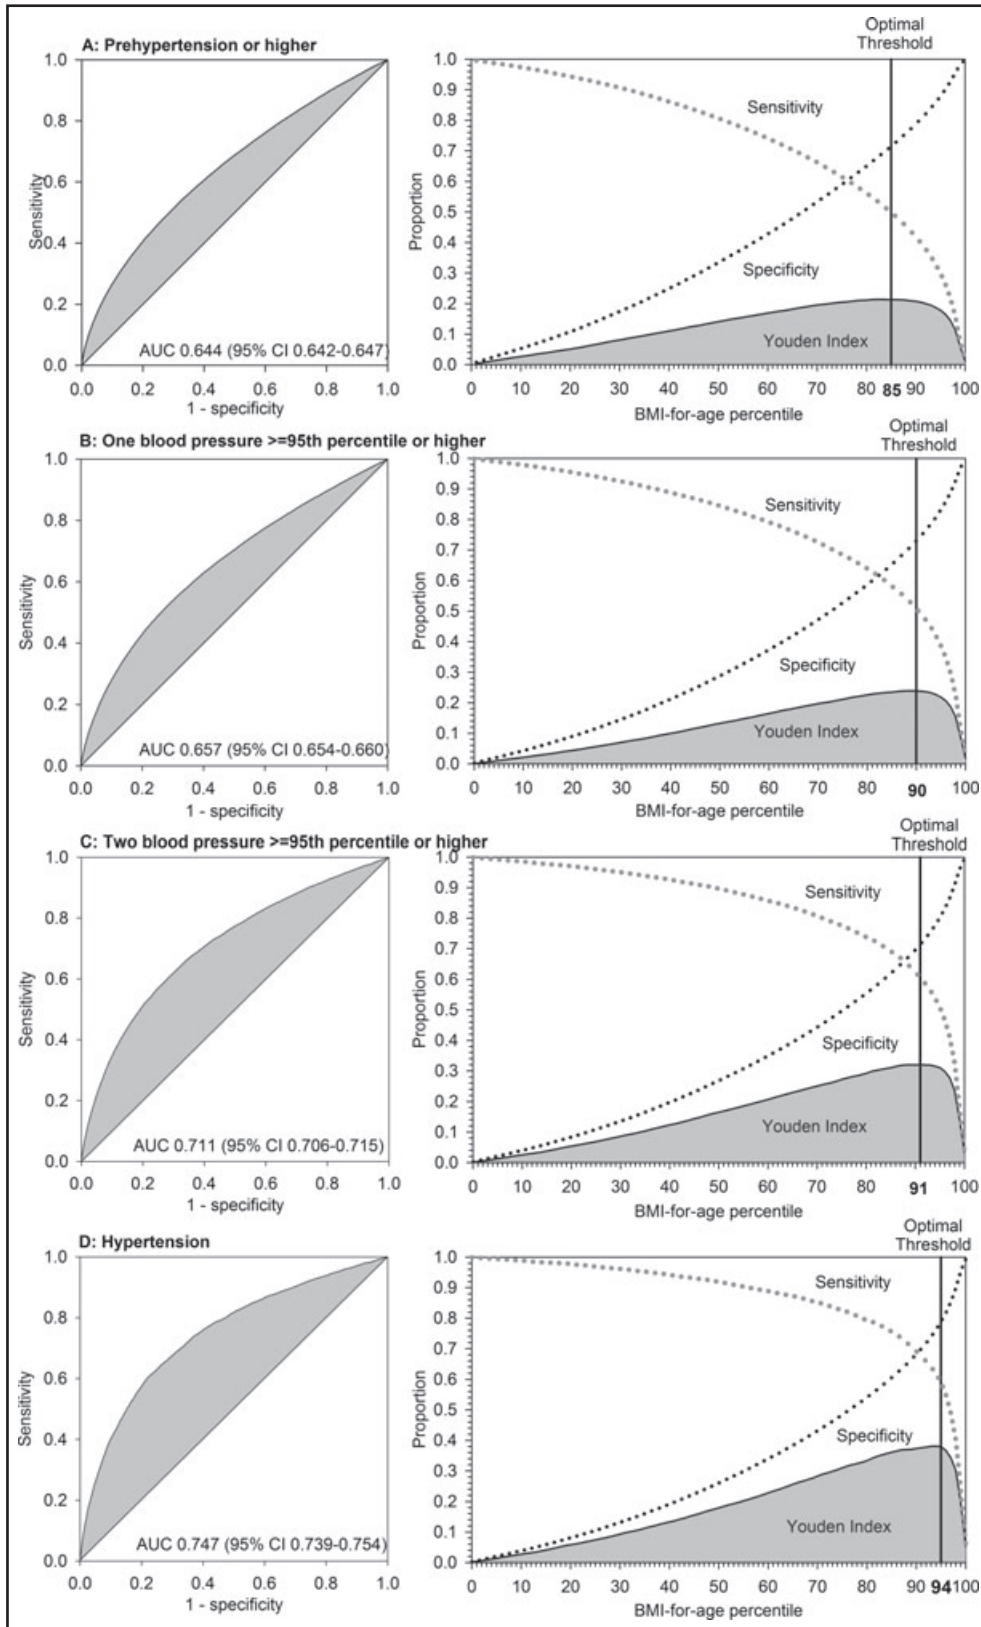 A: Prehypertension or higher
Optimal
Threshold
1.0
0.8
0.6
0.4
0.2
0.0
Sensitivity
AUC 0.644 (95% CI 0.642-0.647)
0.0 0.2 0.4 0.6 0.8 1.0
1 - specificity
1.0
0.9
0.8
0.7
0.6
0.5
0.4
0.3
0.2
0.1
0.0
Proportion
Sensitivity
Specificity
Youden Index
0 10 20 30 40 50 60 70 80 85 90 100
BMI-for-age percentile
B: One blood pressure >=95th percentile or higher
Optimal
Threshold
1.0
0.8
0.6
0.4
0.2
0.0
Sensitivity
AUC 0.657 (95% CI 0.654-0.660)
0.0 0.2 0.4 0.6 0.8 1.0
1 - specificity
1.0
0.9
0.8
0.7
0.6
0.5
0.4
0.3
0.2
0.1
0.0
Proportion
Sensitivity
Specificity
Youden Index
0 10 20 30 40 50 60 70 80 90 100
BMI-for-age percentile
C: Two blood pressure >=95th percentile or higher
Optimal
Threshold
1.0
0.8
0.6
0.4
0.2
0.0
Sensitivity
AUC 0.711 (95% CI 0.706-0.715)
0.0 0.2 0.4 0.6 0.8 1.0
1 - specificity
1.0
0.9
0.8
0.7
0.6
0.5
0.4
0.3
0.2
0.1
0.0
Proportion
Sensitivity
Specificity
Youden Index
0 10 20 30 40 50 60 70 80 91 100
BMI-for-age percentile
D: Hypertension
Optimal
Threshold
1.0
0.8
0.6
0.4
0.2
0.0
Sensitivity
AUC 0.747 (95% CI 0.739-0.754)
0.0 0.2 0.4 0.6 0.8 1.0
1 - specificity
1.0
0.9
0.8
0.7
0.6
0.5
0.4
0.3
0.2
0.1
0.0
Proportion
Sensitivity
Specificity
Youden Index
0 10 20 30 40 50 60 70 80 90 94 100
BMI-for-age percentile